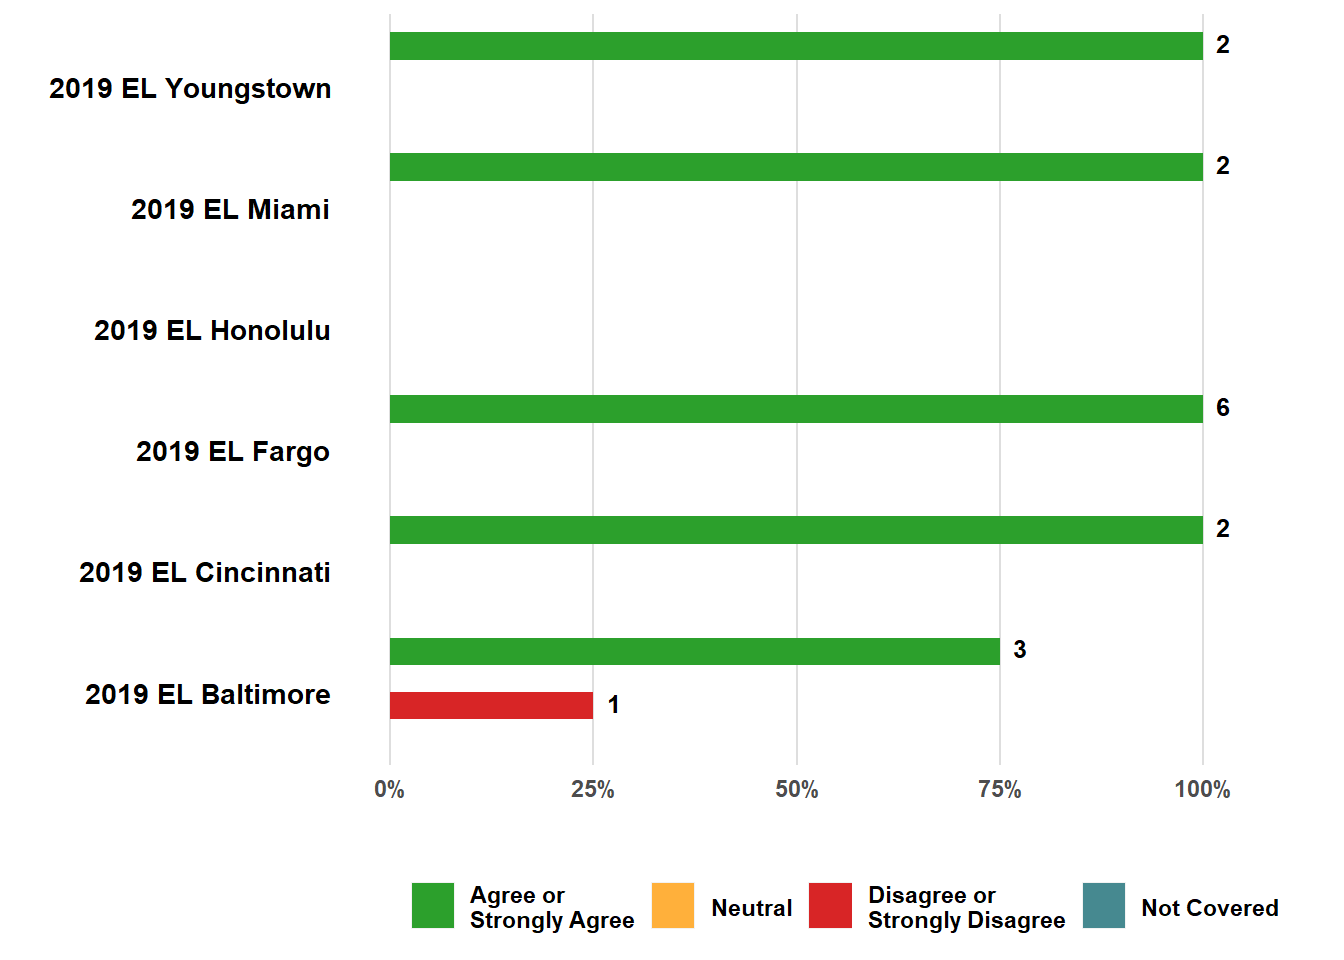 2
2019 EL Youngstown
2
2019 EL Miami
2019 EL Honolulu
6
2019 EL Fargo
2
2019 EL Cincinnati
3
2019 EL Baltimore
1
0% 25% 50% 75% 100%
Agree or
Strongly Agree
Neutral
Disagree or
Strongly Disagree
Not Covered